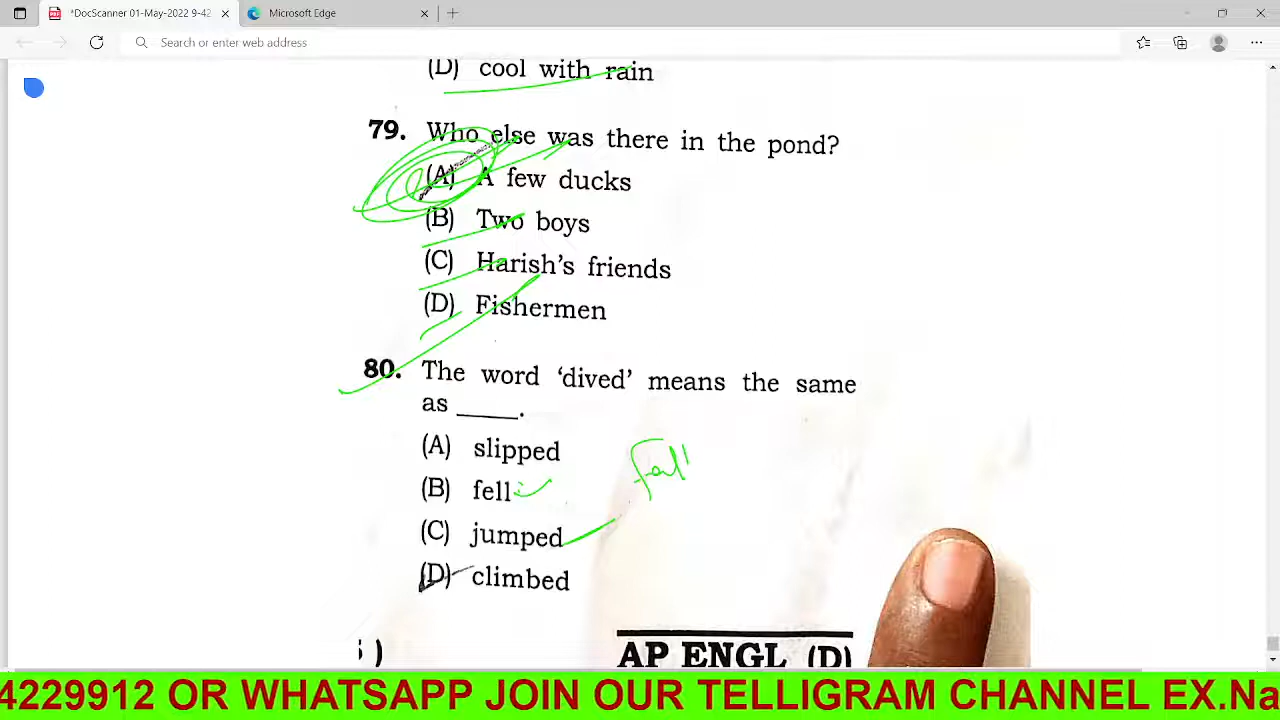 *DocScanner 01-May-2022 9-42
Microsoft Edge
Search or enter web address
(D) cool with rain
79. Who else was there in the pond?
(A) A few ducks
(B) Two boys
(C) Harish's friends
(D) Fishermen
80. The word 'dived' means the same
as ____.
(A) slipped
(B) fell
fall
(C) jumped
(D) climbed
)
AP ENGL (D)
4229912 OR WHATSAPP JOIN OUR TELLIGRAM CHANNEL EX.Na